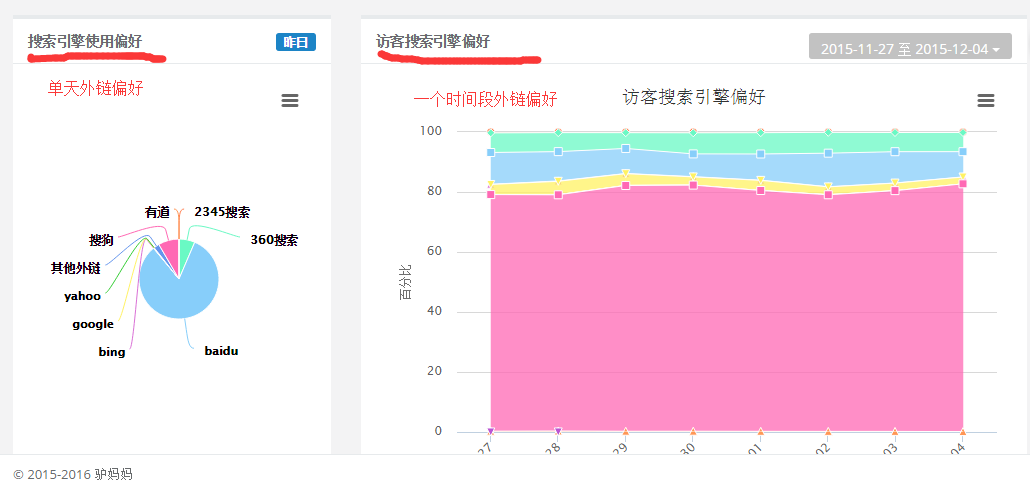 搜索引擎使用偏好
昨日
单天外链偏好
有道
2345搜索
搜狗
360搜索
其他外链
yahoo
google
bing
baidu
访客搜索引擎偏好
2015-11-27 至 2015-12-04
一个时间段外链偏好
访客搜索引擎偏好
百分比
100
80
60
40
20
0
27
28
29
30
01
02
03
04
© 2015-2016 驴妈妈